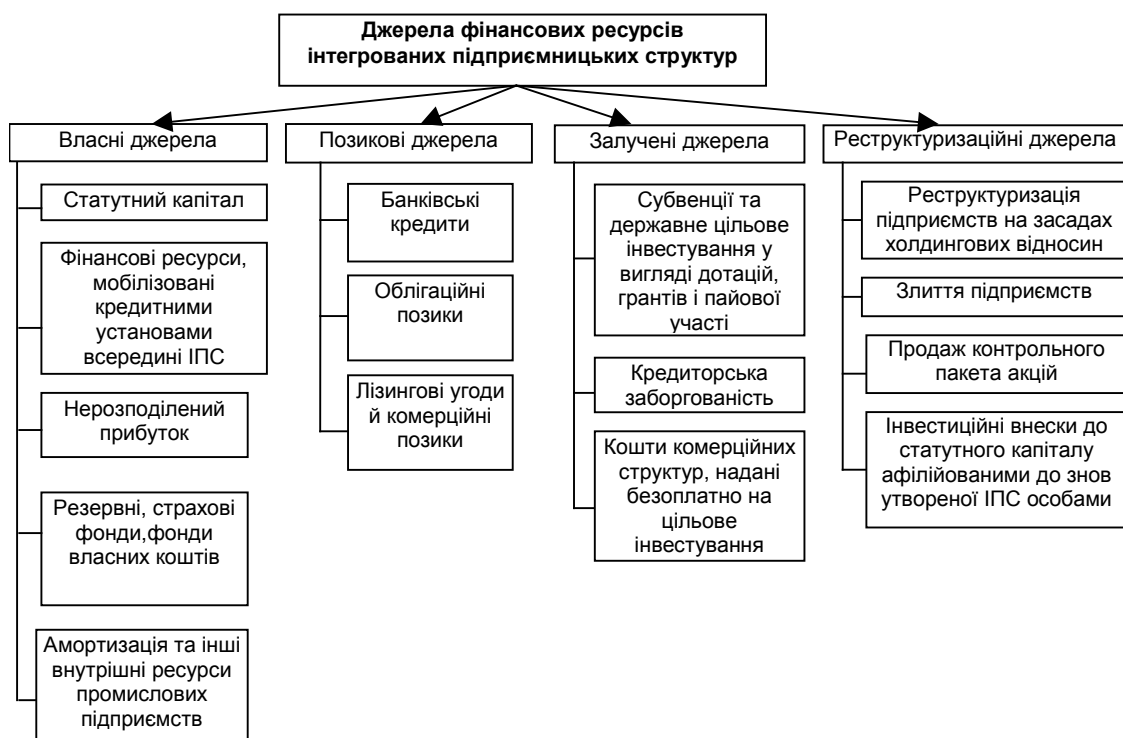 Джерела фінансових ресурсів
інтегрованих підприємницьких структур
Власні джерела
Статутний капітал
Фінансові ресурси,
мобілізовані
кредитними
установами
всередині ІПС
Нерозподілений
прибуток
Резервні, страхові
фонди,фонди
власних коштів
Амортизація та інші
внутрішні ресурси
промислових
підприємств
Позикові джерела
Банківські
кредити
Облігаційні
позики
Лізингові угоди
й комерційні
позики
Залучені джерела
Субвенції та
державне цільове
інвестування у
вигляді дотацій,
грантів і пайової
участі
Кредиторська
заборгованість
Кошти комерційних
структур, надані
безоплатно на
цільове
інвестування
Реструктуризаційні джерела
Реструктуризація
підприємств на засадах
холдингових відносин
Злиття підприємств
Продаж контрольного
пакета акцій
Інвестиційні внески до
статутного капіталу
афілійованими до знов
утвореної ІПС особами